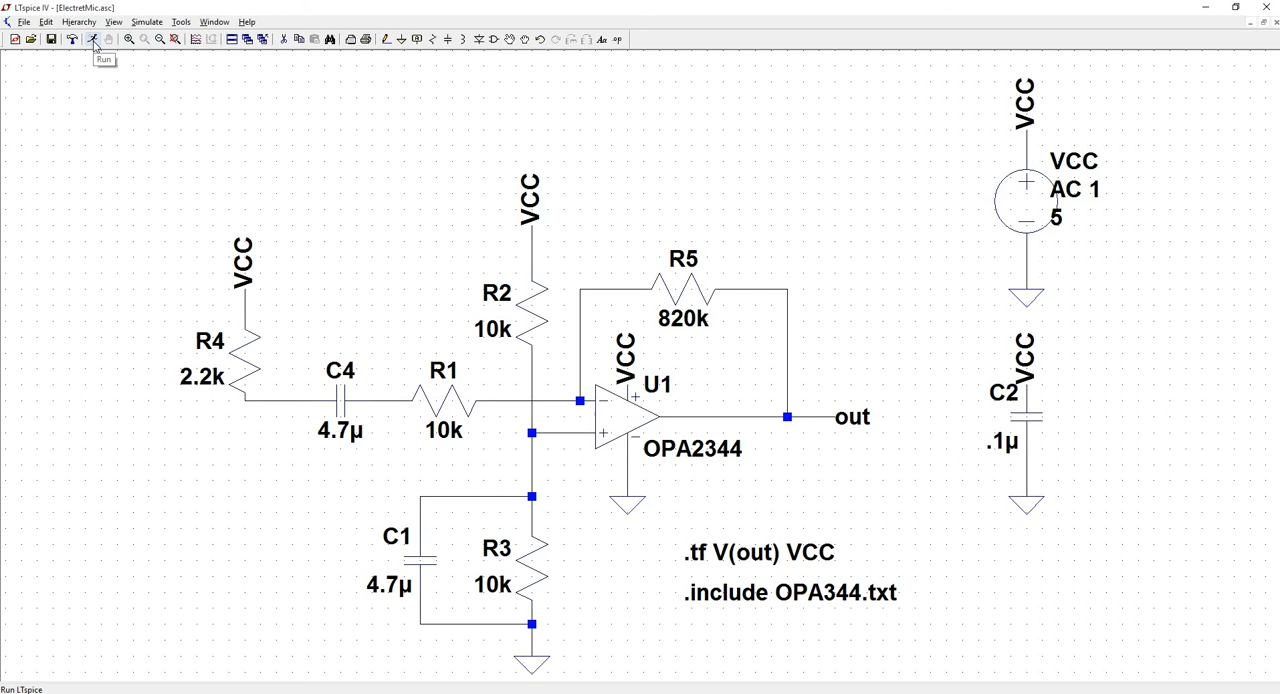 LTspice IV - [ElectretMic.asc]
File Edit Hierarchy View Simulate Tools Window Help
Aa .op
Run
VCC
VCC
AC 1
5
VCC
VCC
R4
2.2k
C4
4.7µ
R1
10k
R2
10k
R5
820k
VCC
U1
OPA2344
out
VCC
C2
.1µ
C1
4.7µ
R3
10k
.tf V(out) VCC
.include OPA344.txt
Run LTspice